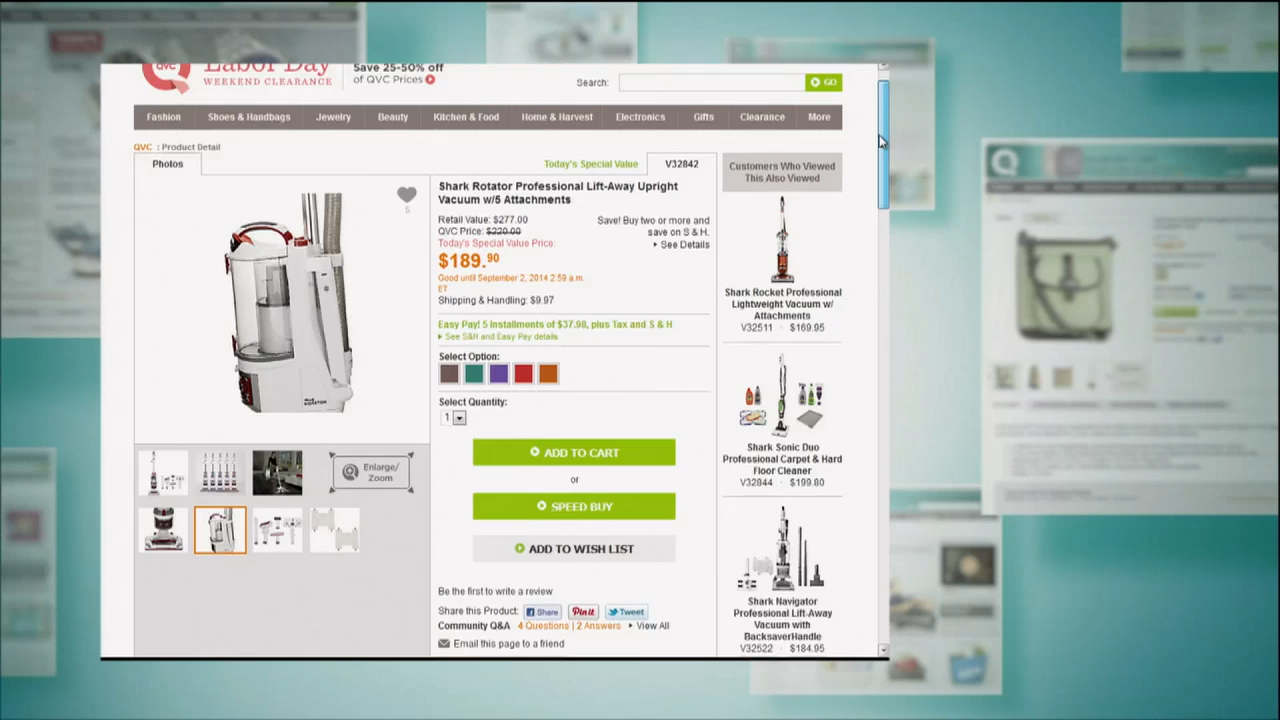 QVC
Labor Day
WEEKEND CLEARANCE
Save 25-50% off
of QVC Prices
Search:
GO
Fashion
Shoes & Handbags
Jewelry
Beauty
Kitchen & Food
Home & Harvest
Electronics
Gifts
Clearance
More
QVC : Product Detail
Photos
Today's Special Value
V32842
5
Shark Rotator Professional Lift-Away Upright
Vacuum w/5 Attachments
Retail Value: $277.00
QVC Price: $220.00
Today's Special Value Price:
$189.90
Good until September 2, 2014 2:59 a.m.
ET
Shipping & Handling: $9.97
Save! Buy two or more and
save on S & H.
See Details
Easy Pay! 5 Installments of $37.98, plus Tax and S & H
See S&H and Easy Pay details
Select Option:
Select Quantity:
1
ADD TO CART
or
SPEED BUY
ADD TO WISH LIST
Be the first to write a review
Share this Product:
Share
Pin it
Tweet
Community Q&A
4 Questions | 2 Answers
View All
Email this page to a friend
Enlarge/
Zoom
Customers Who Viewed
This Also Viewed
Shark Rocket Professional
Lightweight Vacuum w/
Attachments
V32511 · $169.95
Shark Sonic Duo
Professional Carpet & Hard
Floor Cleaner
V32844 · $199.80
Shark Navigator
Professional Lift-Away
Vacuum with
BacksaverHandle
V32522 · $184.95